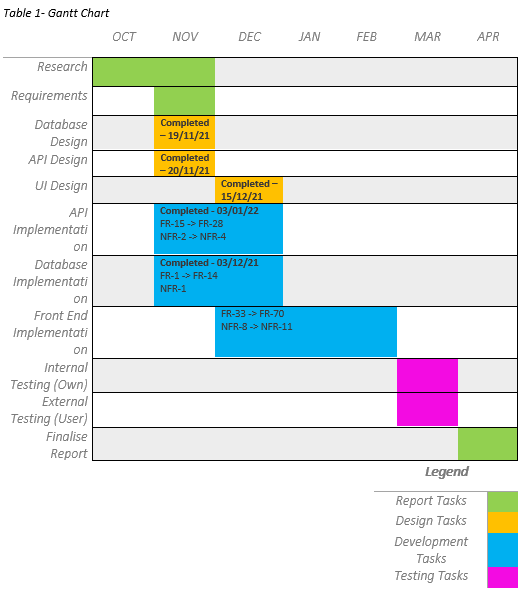 Table 1- Gantt Chart
OCT NOV DEC JAN FEB MAR APR
Research
Requirements
Database
Design
Completed
– 19/11/21
API Design
Completed
– 20/11/21
UI Design
Completed –
15/12/21
API
Implementati
on
Completed - 03/01/22
FR-15 -> FR-28
NFR-2 -> NFR-4
Database
Implementati
on
Completed - 03/12/21
FR-1 -> FR-14
NFR-1
Front End
Implementati
on
FR-33 -> FR-70
NFR-8 -> NFR-11
Internal
Testing (Own)
External
Testing (User)
Finalise
Report
Legend
Report Tasks
Design Tasks
Development
Tasks
Testing Tasks